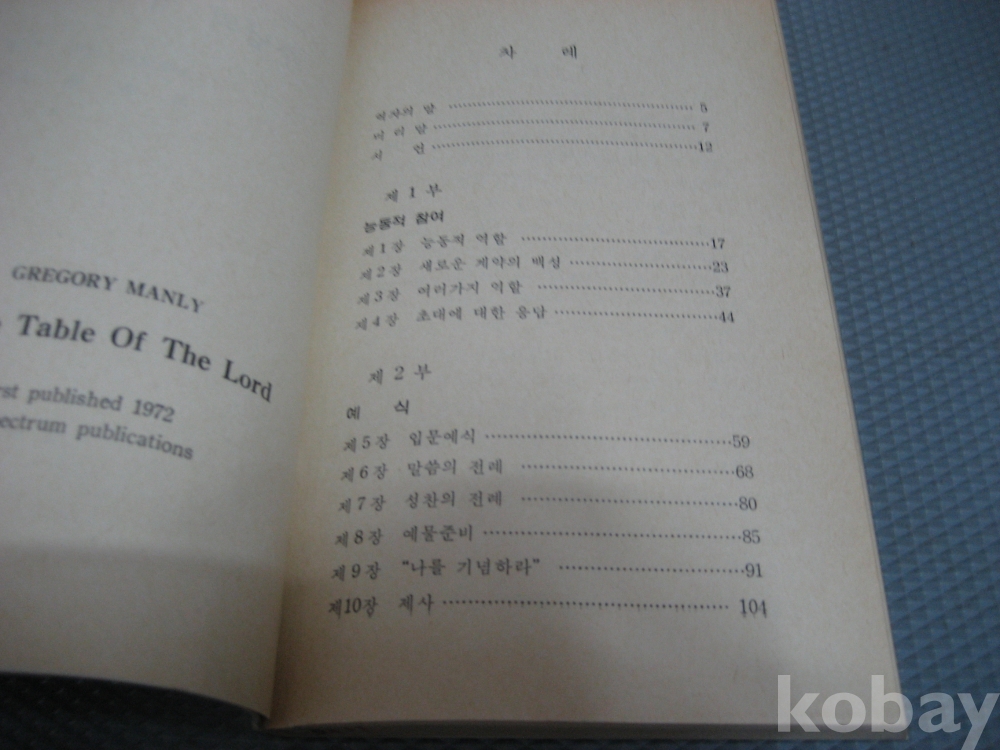 GREGORY MANLY
Table Of The Lord
published 1972
publications
차 례
역자의 말 5
머리말 7
서 언 12
제1부
능동적 참여
제1장 능동적 역할 17
제2장 새로운 계약의 백성 23
제3장 여러가지 역할 37
제4장 초대에 대한 응답 44
제2부
예 식
제5장 입문예식 59
제6장 말씀의 전례 68
제7장 성찬의 전례 80
제8장 예물준비 85
제9장 “나를 기념하라” 91
제10장 제사 104
kobay